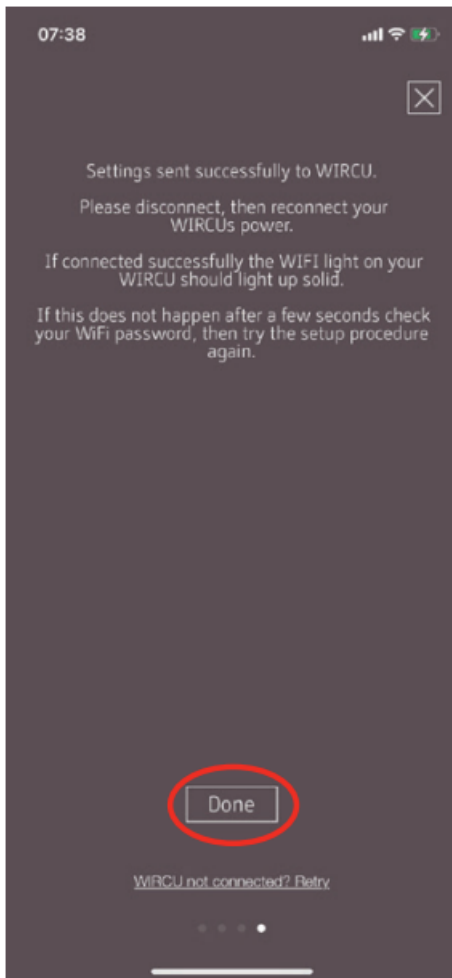 07:38
Settings sent successfully to WIRCU.
Please disconnect, then reconnect your
WIRCUs power.
If connected successfully the WIFI light on your
WIRCU should light up solid.
If this does not happen after a few seconds check
your WiFi password, then try the setup procedure
again.
Done
WIRCU not connected? Retry